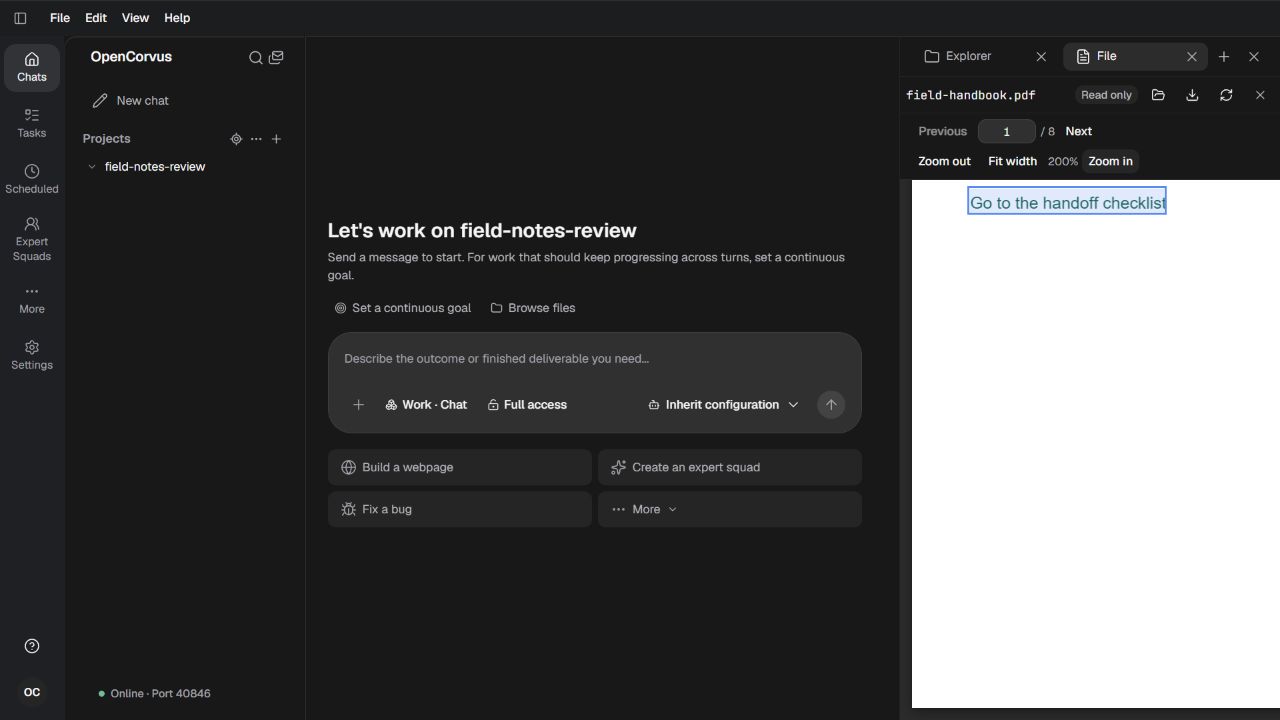 File Edit View Help
Chats
Tasks
Scheduled
Expert
Squads
More
Settings
OC
OpenCorvus
New chat
Projects
field-notes-review
Online · Port 40846
Let's work on field-notes-review
Send a message to start. For work that should keep progressing across turns, set a continuous
goal.
Set a continuous goal Browse files
Describe the outcome or finished deliverable you need...
Work · Chat Full access Inherit configuration
Build a webpage Create an expert squad
Fix a bug More
Explorer File
field-handbook.pdf Read only
Previous 1 / 8 Next
Zoom out Fit width 200% Zoom in
Go to the handoff checklist